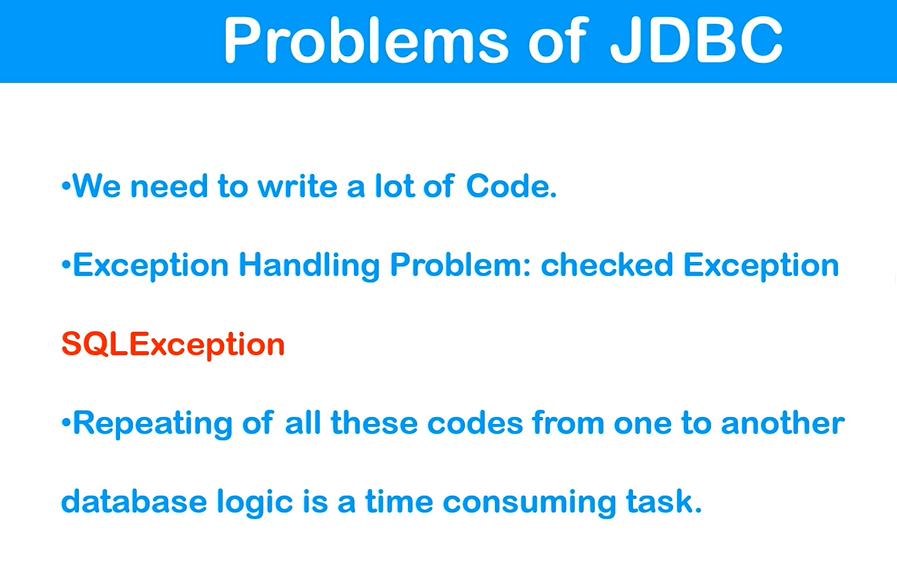 Problems of JDBC
•We need to write a lot of Code.
•Exception Handling Problem: checked Exception
SQLException
•Repeating of all these codes from one to another
database logic is a time consuming task.